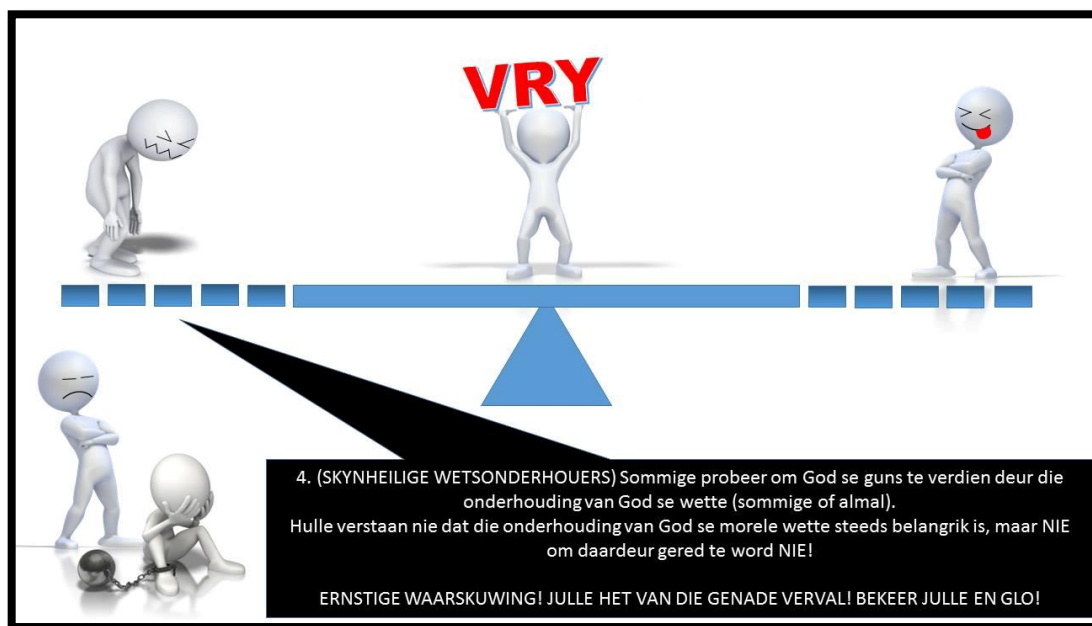 VRY
4. (SKYNHEILIGE WETSONDERHOUERS) Sommige probeer om God se guns te verdien deur die
onderhouding van God se wette (sommige of almal).
Hulle verstaan nie dat die onderhouding van God se morele wette steeds belangrik is, maar NIE
om daardeur gered te word NIE!
ERNSTIGE WAARSKUWING! JULLE HET VAN DIE GENADE VERVAL! BEKEER JULLE EN GLO!